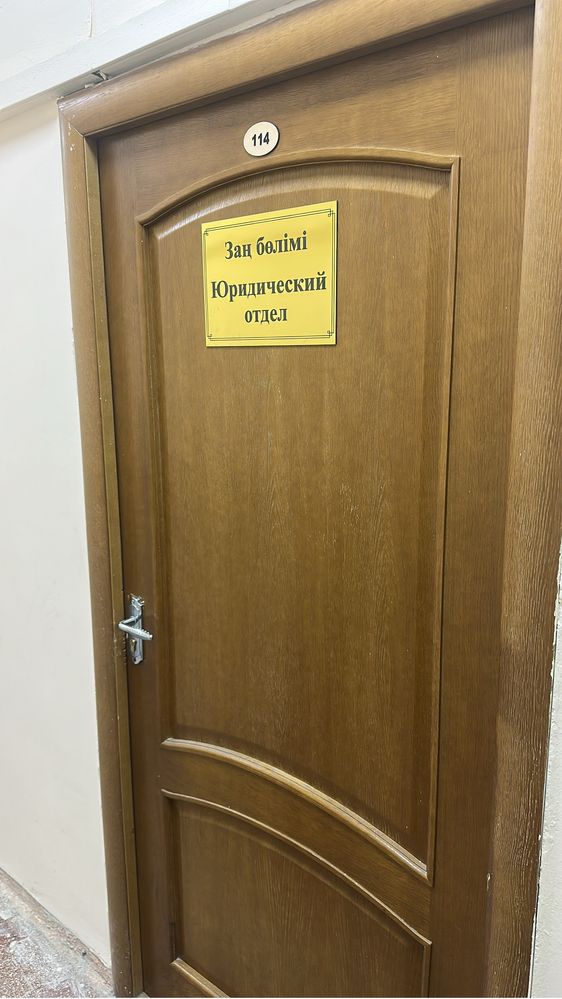 114
Заң бөлімі
Юридический
отдел